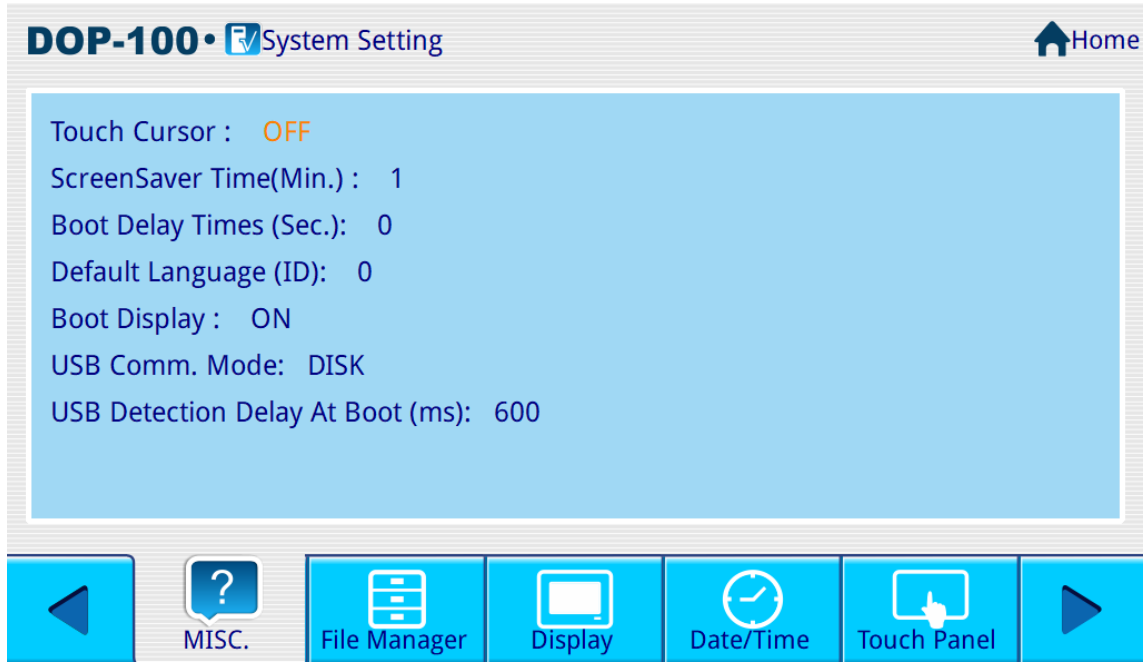 DOP-100• System Setting
Home
Touch Cursor : OFF
ScreenSaver Time(Min.) : 1
Boot Delay Times (Sec.): 0
Default Language (ID): 0
Boot Display : ON
USB Comm. Mode: DISK
USB Detection Delay At Boot (ms): 600
?
MISC.
File Manager
Display
Date/Time
Touch Panel